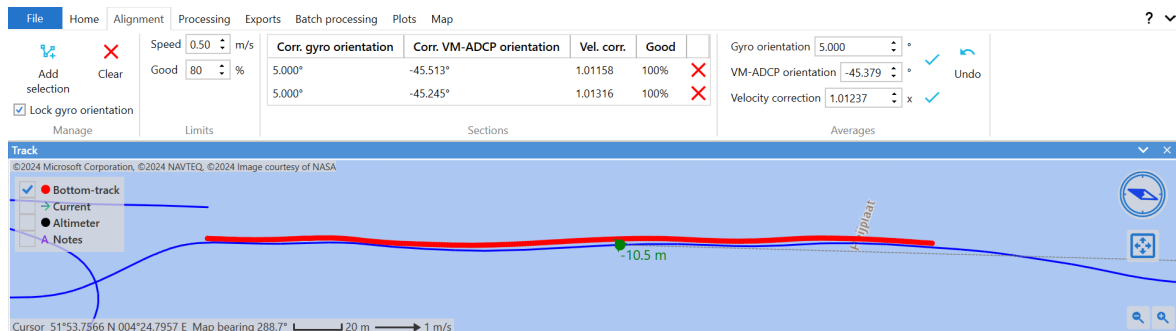 File Home Alignment Processing Exports Batch processing Plots Map ?
Add selection
Clear
Lock gyro orientation
Manage
Speed 0.50 m/s
Good 80 %
Limits
Corr. gyro orientation Corr. VM-ADCP orientation Vel. corr. Good
5.000° -45.513° 1.01158 100%
5.000° -45.245° 1.01316 100%
Sections
Gyro orientation 5.000 °
VM-ADCP orientation -45.379 °
Velocity correction 1.01237 x
Undo
Averages
Track
©2024 Microsoft Corporation, ©2024 NAVTEQ, ©2024 Image courtesy of NASA
Bottom-track
Current
Altimeter
A Notes
-10.5 m
Cursor 51°53.7566 N 004°24.7957 E Map bearing 288.7° 20 m 1 m/s